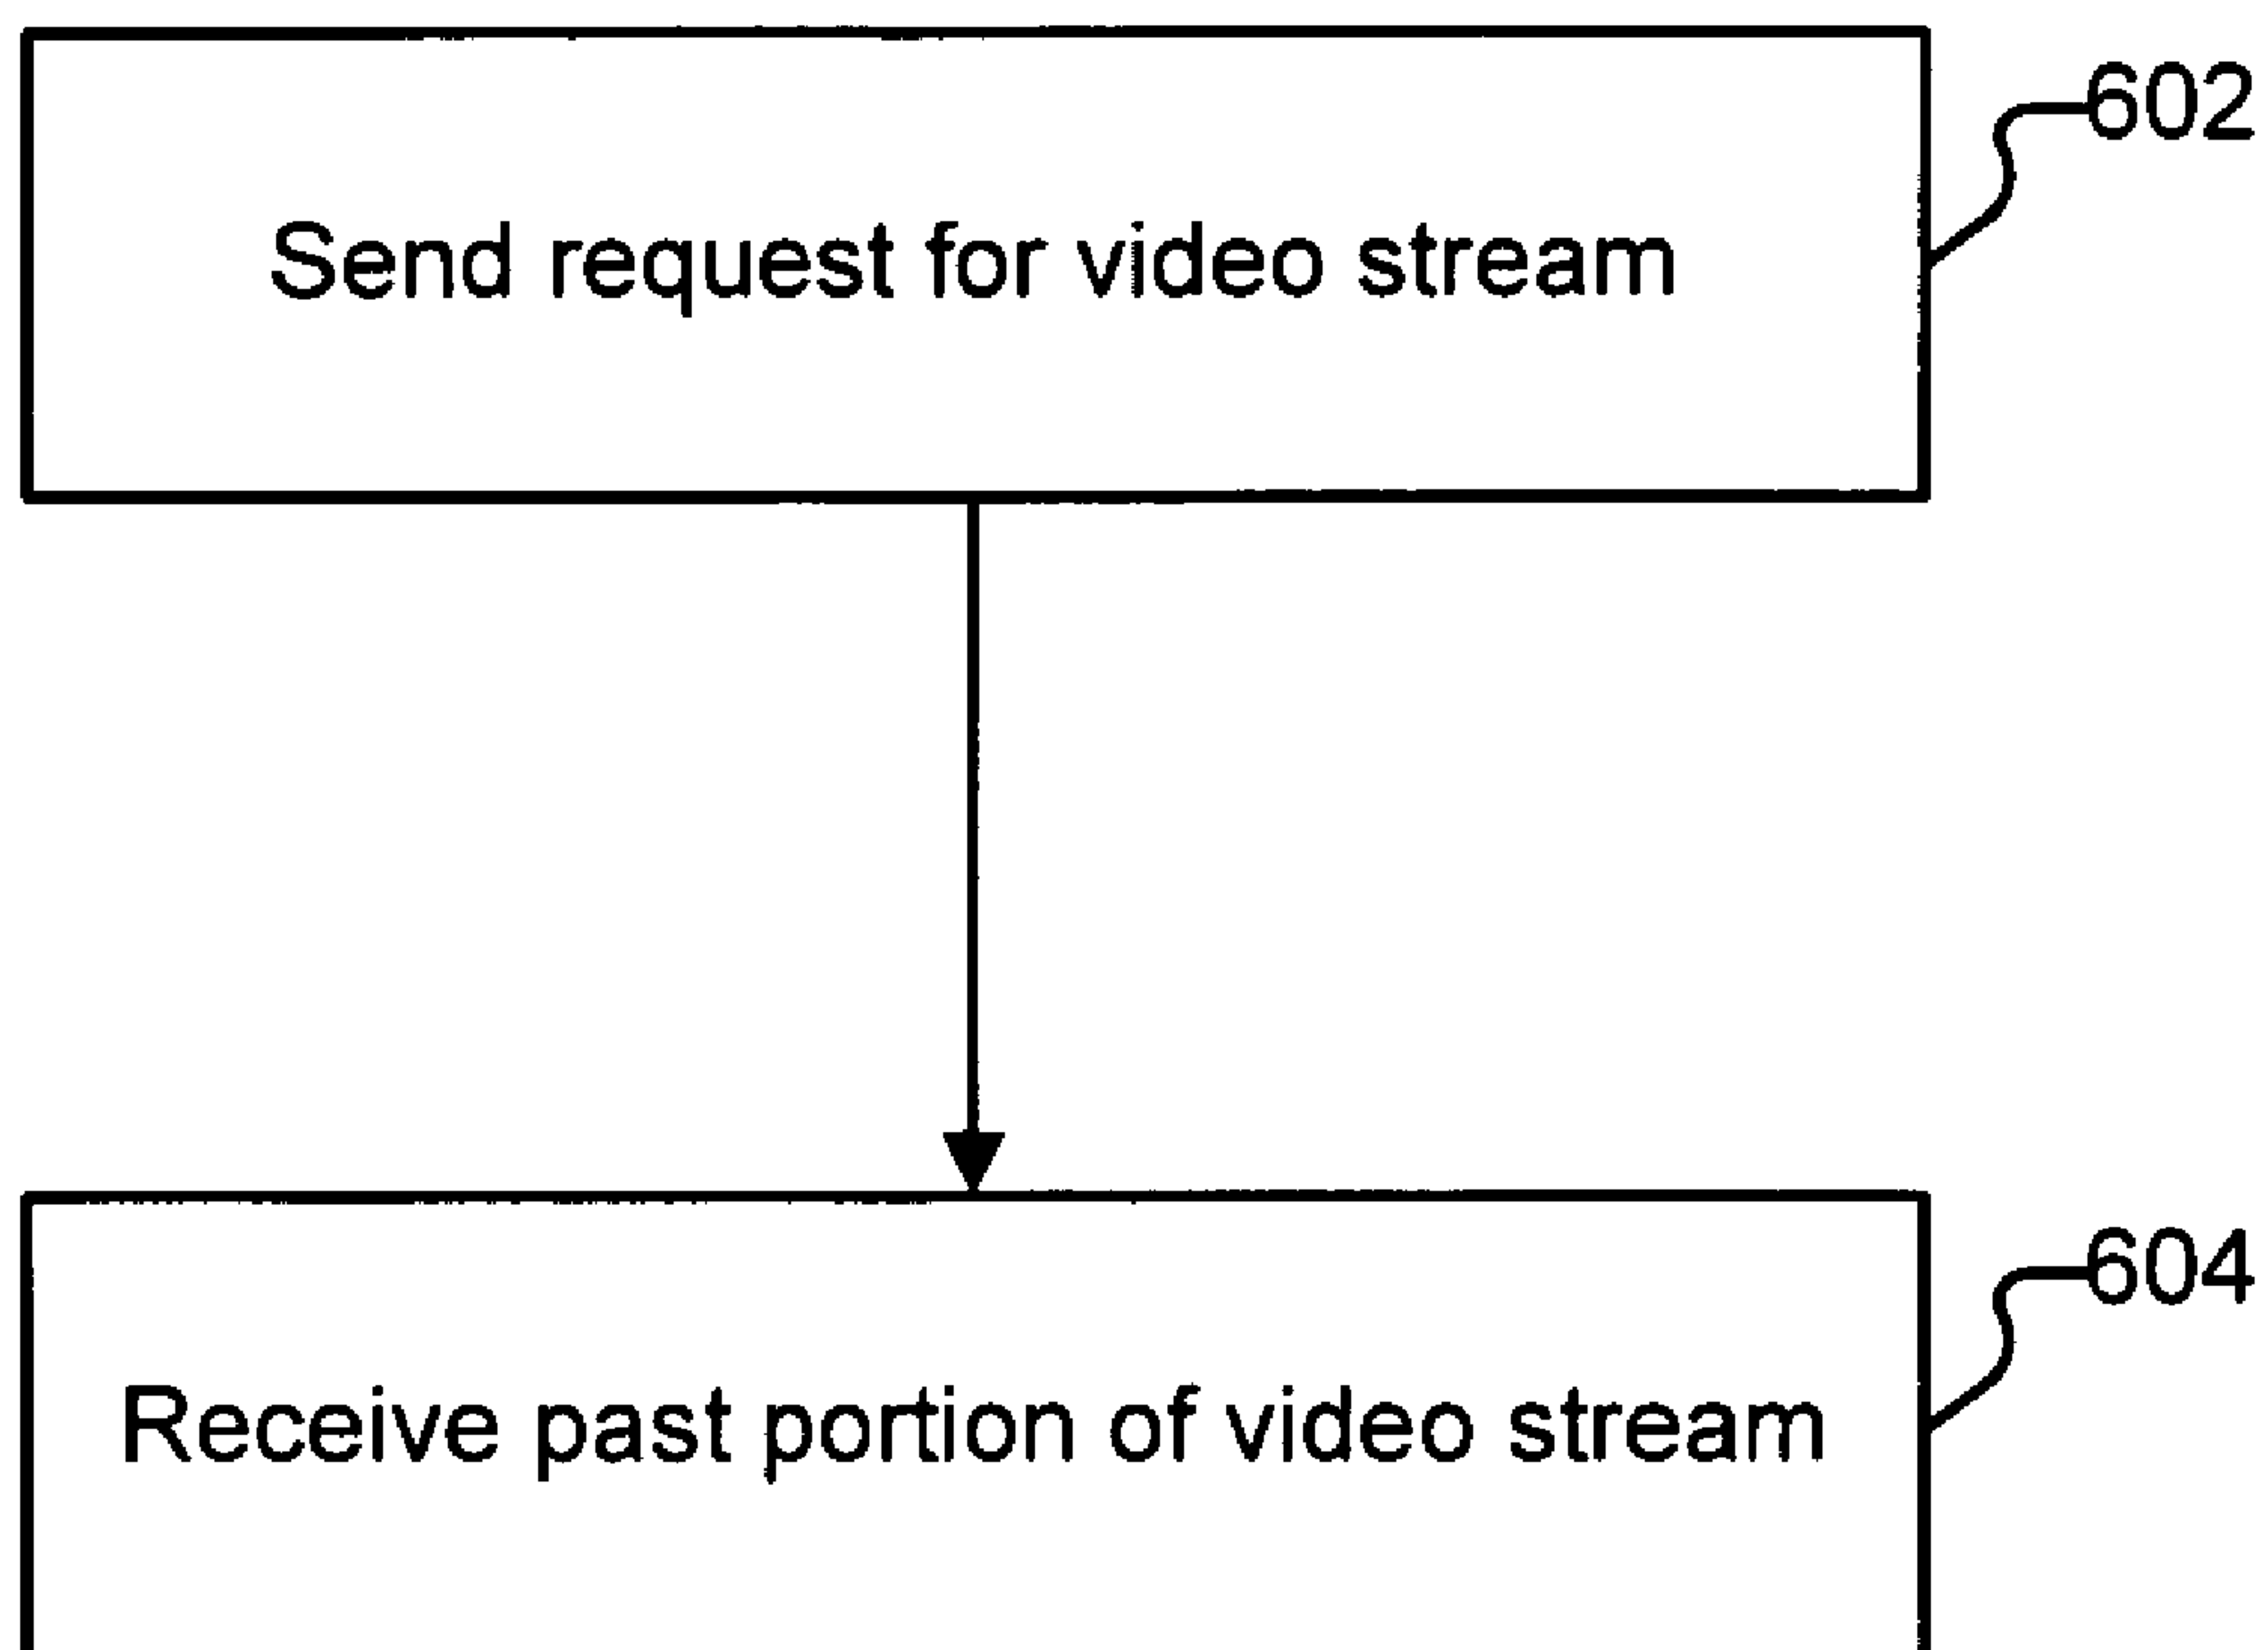 602
Send request for video stream
604
Receive past portion of video stream